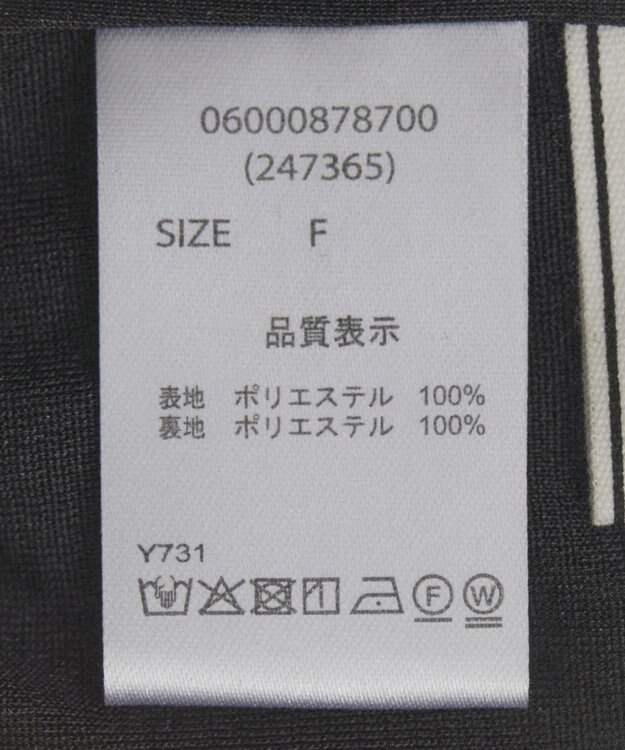 06000878700
(247365)
SIZE F
品質表示
表地 ポリエステル 100%
裏地 ポリエステル 100%
Y731
F W